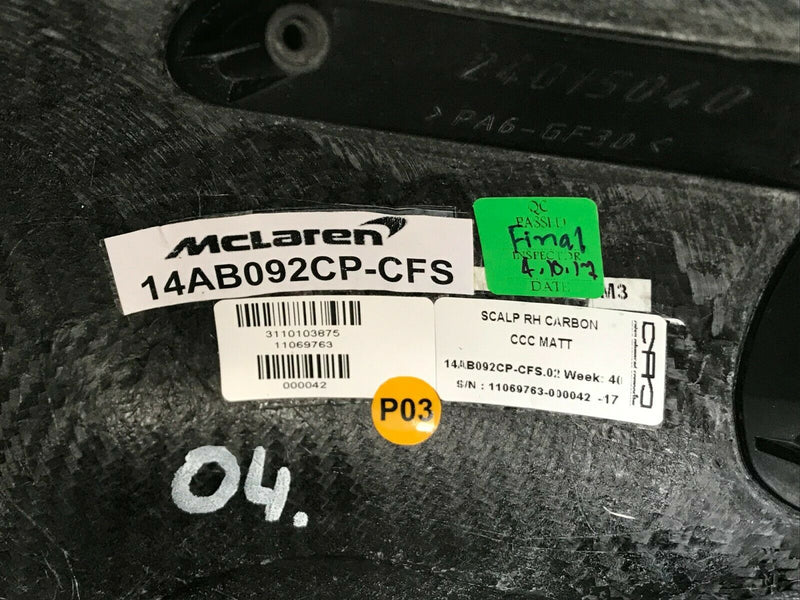 24015040
>PA6-GF30<
McLaren
14AB092CP-CFS
QC
PASSED
Final
INSPECTOR
4.10.17
DATE
M3
3110103875
11069763
000042
SCALP RH CARBON
CCC MATT
14AB092CP-CFS.02 Week: 40
S/N : 11069763-000042 -17
P03
04.